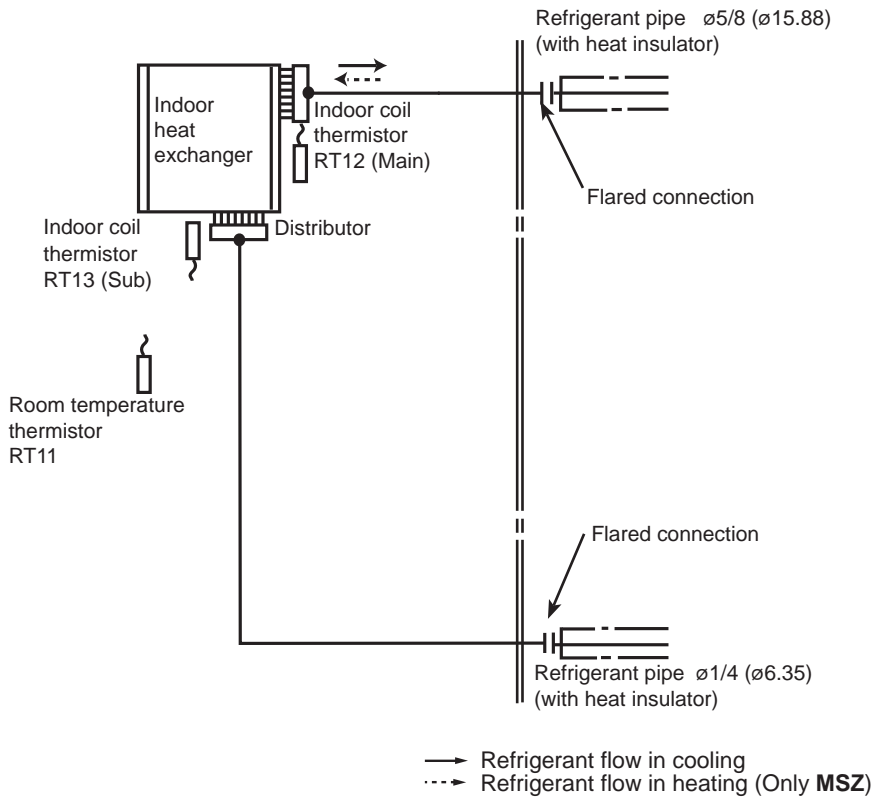 Refrigerant pipe ø5/8 (ø15.88)
(with heat insulator)
Indoor
heat
exchanger
Indoor coil
thermistor
RT12 (Main)
Flared connection
Indoor coil
thermistor
RT13 (Sub)
Distributor
Room temperature
thermistor
RT11
Flared connection
Refrigerant pipe ø1/4 (ø6.35)
(with heat insulator)
Refrigerant flow in cooling
Refrigerant flow in heating (Only MSZ)